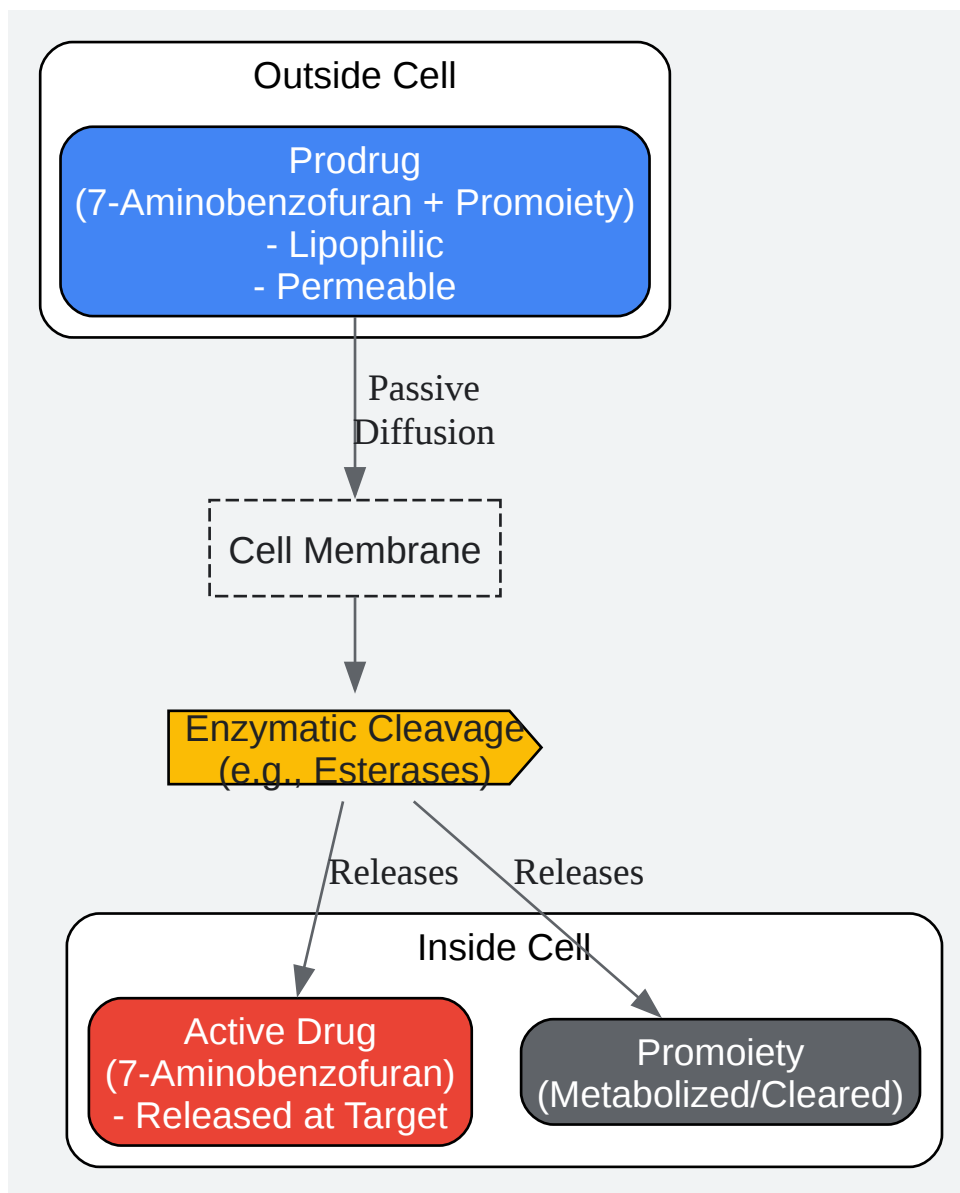 Outside Cell
Prodrug
(7-Aminobenzofuran + Promoiety)
- Lipophilic
- Permeable
Passive
Diffusion
Cell Membrane
Enzymatic Cleavage
(e.g., Esterases)
Releases
Releases
Inside Cell
Active Drug
(7-Aminobenzofuran)
- Released at Target
Promoiety
(Metabolized/Cleared)